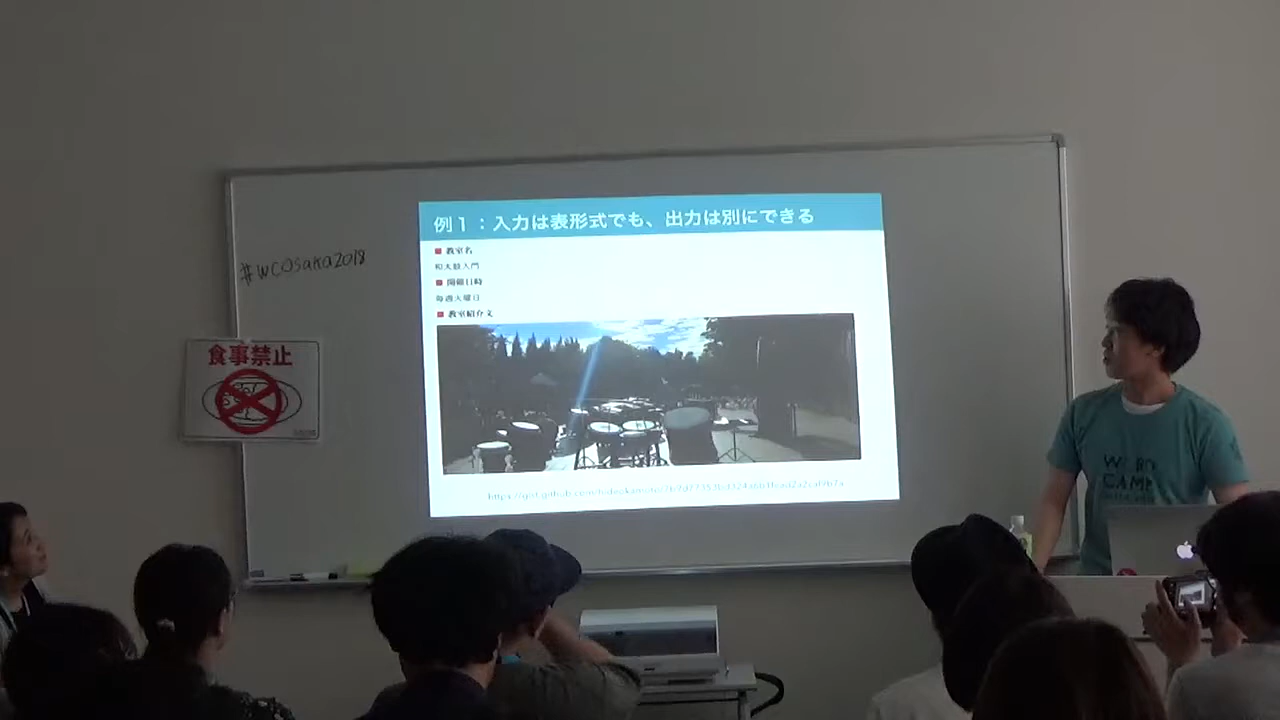 例１：入力は表形式でも、出力は別にできる
教室名
和太鼓入門
開催日時
毎週火曜日
教室紹介文
#WCOsaka2018
食事禁止
CAMP